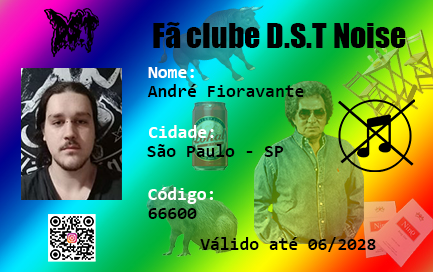 D.S.T
Fã clube D.S.T Noise
Nome:
André Fioravante
Cidade:
São Paulo - SP
Código:
66600
Válido até 06/2028